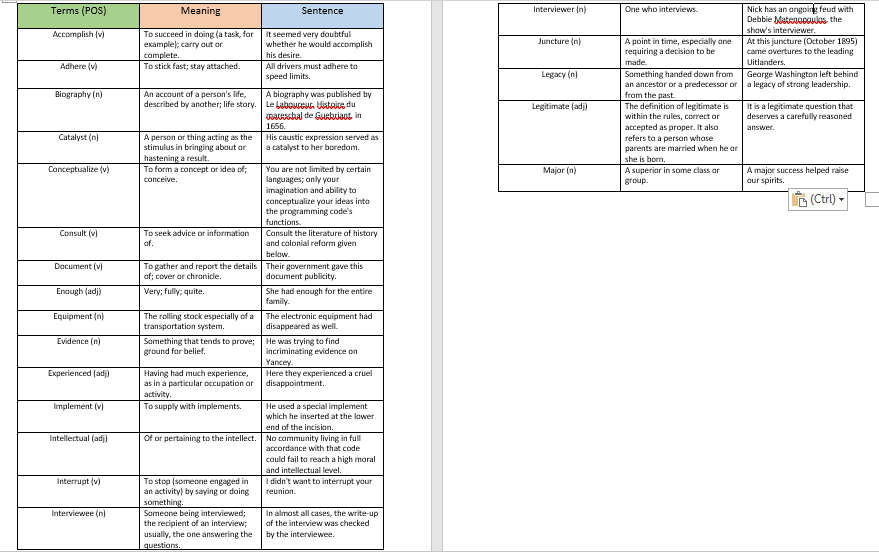 Terms (POS) Meaning Sentence
Accomplish (v) To succeed in doing (a task, for It seemed very doubtful
example); carry out or whether he would accomplish
complete. his desire.
Adhere (v) To stick fast; stay attached. All drivers must adhere to
speed limits.
Biography (n) An account of a person's life, A biography was published by
described by another; life story. Le Laboureur, Histoire du
mareschal de Guebriant, in
1656.
Catalyst (n) A person or thing acting as the His caustic expression served as
stimulus in bringing about or a catalyst to her boredom.
hastening a result.
Conceptualize (v) To form a concept or idea of; You are not limited by certain
conceive. languages; only your
imagination and ability to
conceptualize your ideas into
the programming code's
functions.
Consult (v) To seek advice or information Consult the literature of history
of. and colonial reform given
below.
Document (v) To gather and report the details Their government gave this
of; cover or chronicle. document publicity.
Enough (adj) Very; fully; quite. She had enough for the entire
family.
Equipment (n) The rolling stock especially of a The electronic equipment had
transportation system. disappeared as well.
Evidence (n) Something that tends to prove; He was trying to find
ground for belief. incriminating evidence on
Yancey.
Experienced (adj) Having had much experience, Here they experienced a cruel
as in a particular occupation or disappointment.
activity.
Implement (v) To supply with implements. He used a special implement
which he inserted at the lower
end of the incision.
Intellectual (adj) Of or pertaining to the intellect. No community living in full
accordance with that code
could fail to reach a high moral
and intellectual level.
Interrupt (v) To stop (someone engaged in I didn't want to interrupt your
an activity) by saying or doing reunion.
something.
Interviewee (n) Someone being interviewed; In almost all cases, the write-up
the recipient of an interview; of the interview was checked
usually, the one answering the by the interviewee.
questions.
Interviewer (n) One who interviews. Nick has an ongoing feud with
Debbie Matenopoulos, the
show's interviewer.
Juncture (n) A point in time, especially one At this juncture (October 1895)
requiring a decision to be came overtures to the leading
made. Uitlanders.
Legacy (n) Something handed down from George Washington left behind
an ancestor or a predecessor or a legacy of strong leadership.
from the past.
Legitimate (adj) The definition of legitimate is It is a legitimate question that
within the rules, correct or deserves a carefully reasoned
accepted as proper. It also answer.
refers to a person whose
parents are married when he or
she is born.
Major (n) A superior in some class or A major success helped raise
group. our spirits.
(Ctrl)